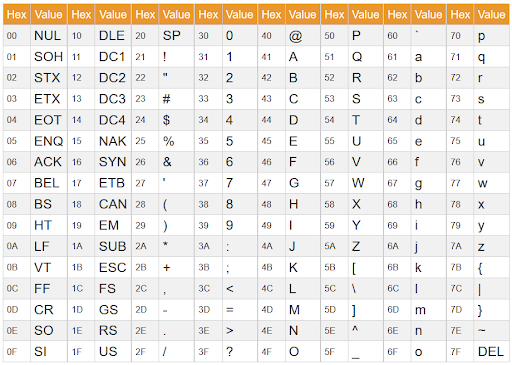 Hex Value Hex Value Hex Value Hex Value Hex Value Hex Value Hex Value Hex Value
00 NUL 10 DLE 20 SP 30 0 40 @ 50 P 60 ` 70 p
01 SOH 11 DC1 21 ! 31 1 41 A 51 Q 61 a 71 q
02 STX 12 DC2 22 " 32 2 42 B 52 R 62 b 72 r
03 ETX 13 DC3 23 # 33 3 43 C 53 S 63 c 73 s
04 EOT 14 DC4 24 $ 34 4 44 D 54 T 64 d 74 t
05 ENQ 15 NAK 25 % 35 5 45 E 55 U 65 e 75 u
06 ACK 16 SYN 26 & 36 6 46 F 56 V 66 f 76 v
07 BEL 17 ETB 27 ' 37 7 47 G 57 W 67 g 77 w
08 BS 18 CAN 28 ( 38 8 48 H 58 X 68 h 78 x
09 HT 19 EM 29 ) 39 9 49 I 59 Y 69 i 79 y
0A LF 1A SUB 2A * 3A : 4A J 5A Z 6A j 7A z
0B VT 1B ESC 2B + 3B ; 4B K 5B [ 6B k 7B {
0C FF 1C FS 2C , 3C < 4C L 5C \ 6C l 7C |
0D CR 1D GS 2D - 3D = 4D M 5D ] 6D m 7D }
0E SO 1E RS 2E . 3E > 4E N 5E ^ 6E n 7E ~
0F SI 1F US 2F / 3F ? 4F O 5F _ 6F o 7F DEL